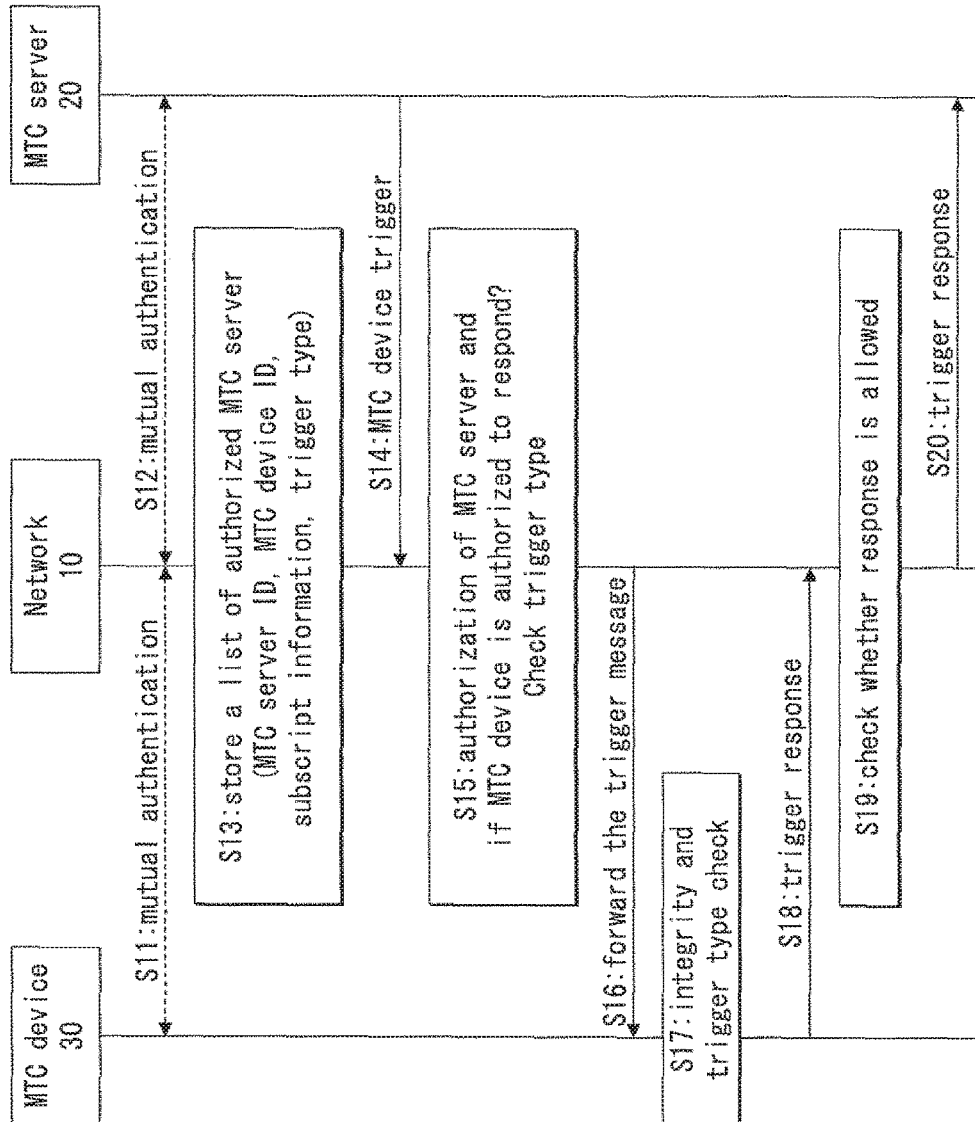 MTC device
30
Network
10
MTC server
20
S11:mutual authentication
S12:mutual authentication
S13:store a list of authorized MTC server
(MTC server ID, MTC device ID,
subscript information, trigger type)
S14:MTC device trigger
S15:authorization of MTC server and
if MTC device is authorized to respond?
Check trigger type
S16:forward the trigger message
S17:integrity and
trigger type check
S18:trigger response
S19:check whether response is allowed
S20:trigger response